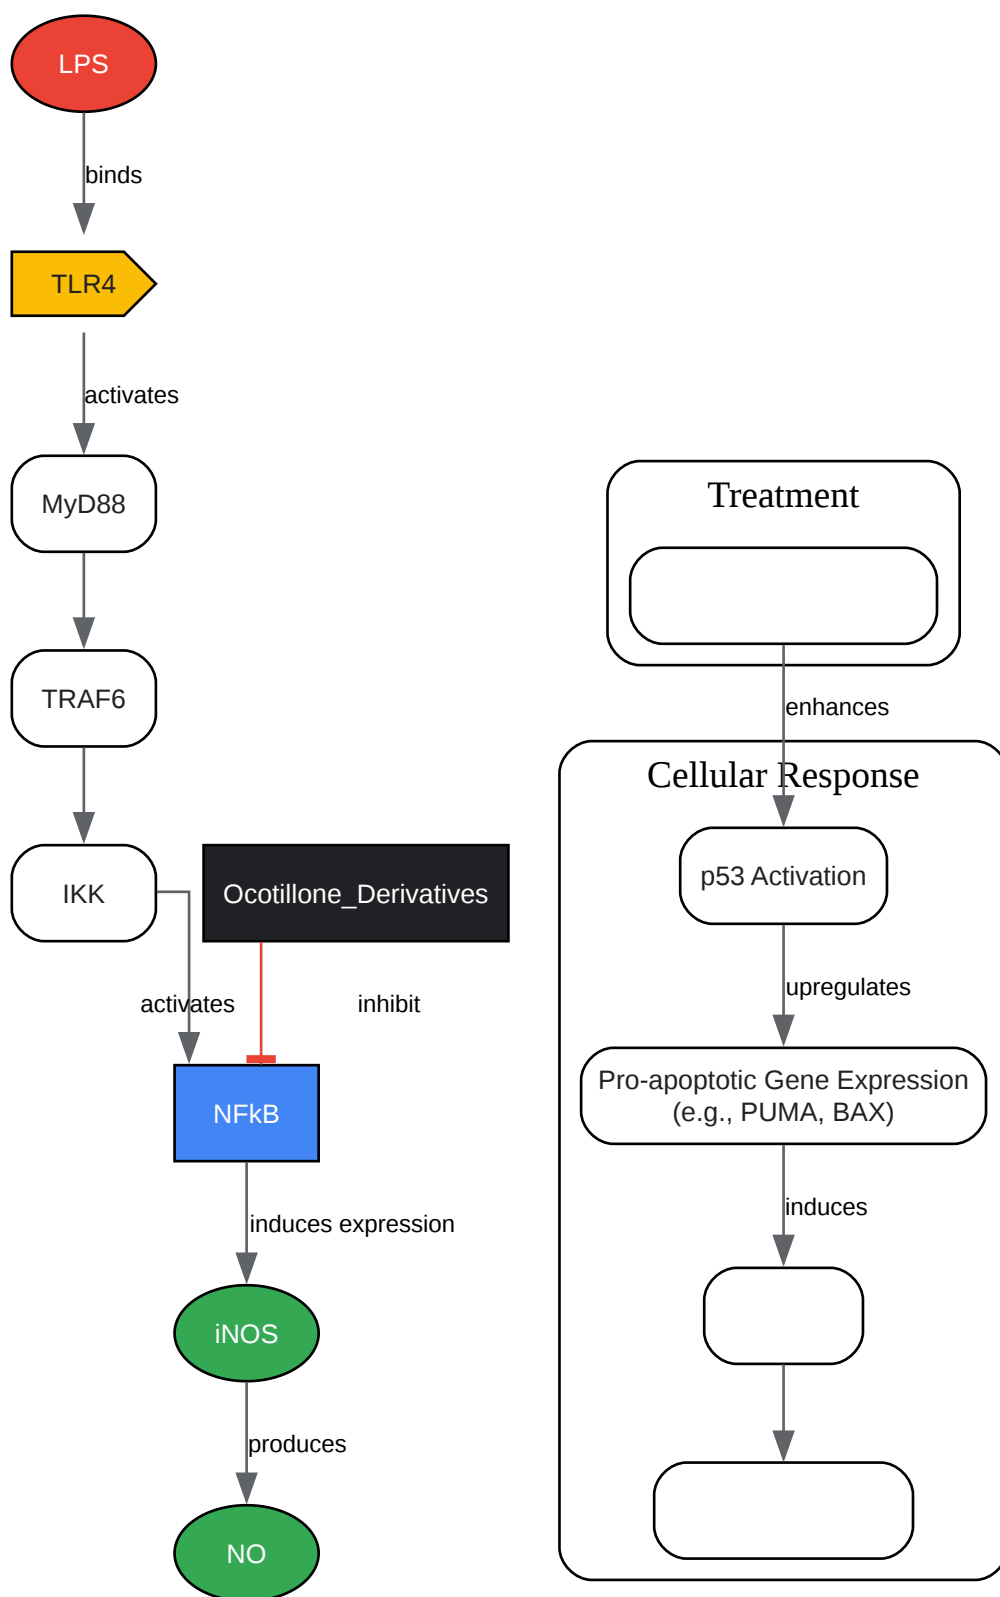 LPS
binds
TLR4
activates
MyD88
TRAF6
IKK
Ocotillone_Derivatives
activates
inhibit
NFkB
induces expression
iNOS
produces
NO
Treatment
enhances
Cellular Response
p53 Activation
upregulates
Pro-apoptotic Gene Expression
(e.g., PUMA, BAX)
induces